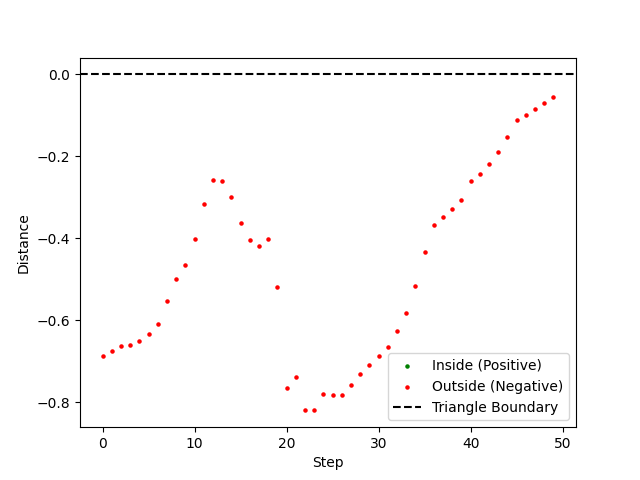 0.0
−0.2
−0.4
−0.6
−0.8
Distance
0 10 20 30 40 50
Step
Inside (Positive)
Outside (Negative)
Triangle Boundary